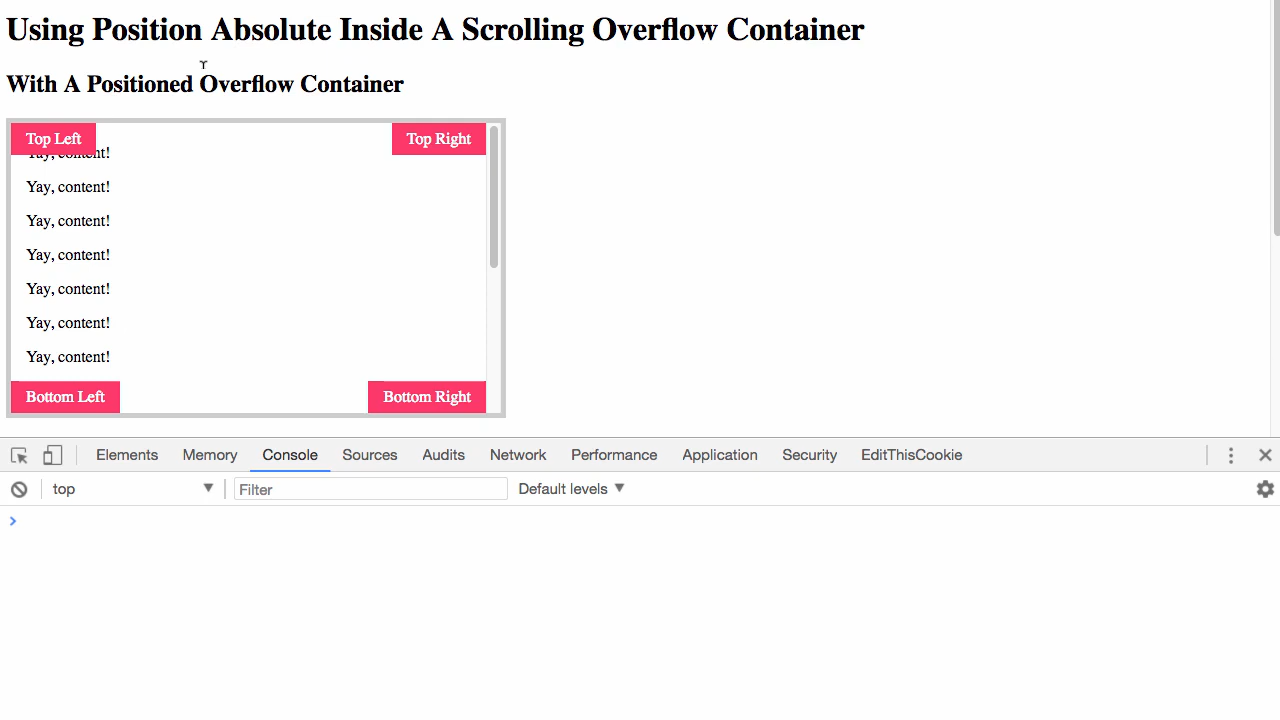 Using Position Absolute Inside A Scrolling Overflow Container
With A Positioned Overflow Container
Top Left Top Right
Yay, content!
Yay, content!
Yay, content!
Yay, content!
Yay, content!
Yay, content!
Yay, content!
Bottom Left Bottom Right
Elements Memory Console Sources Audits Network Performance Application Security EditThisCookie
top Filter Default levels